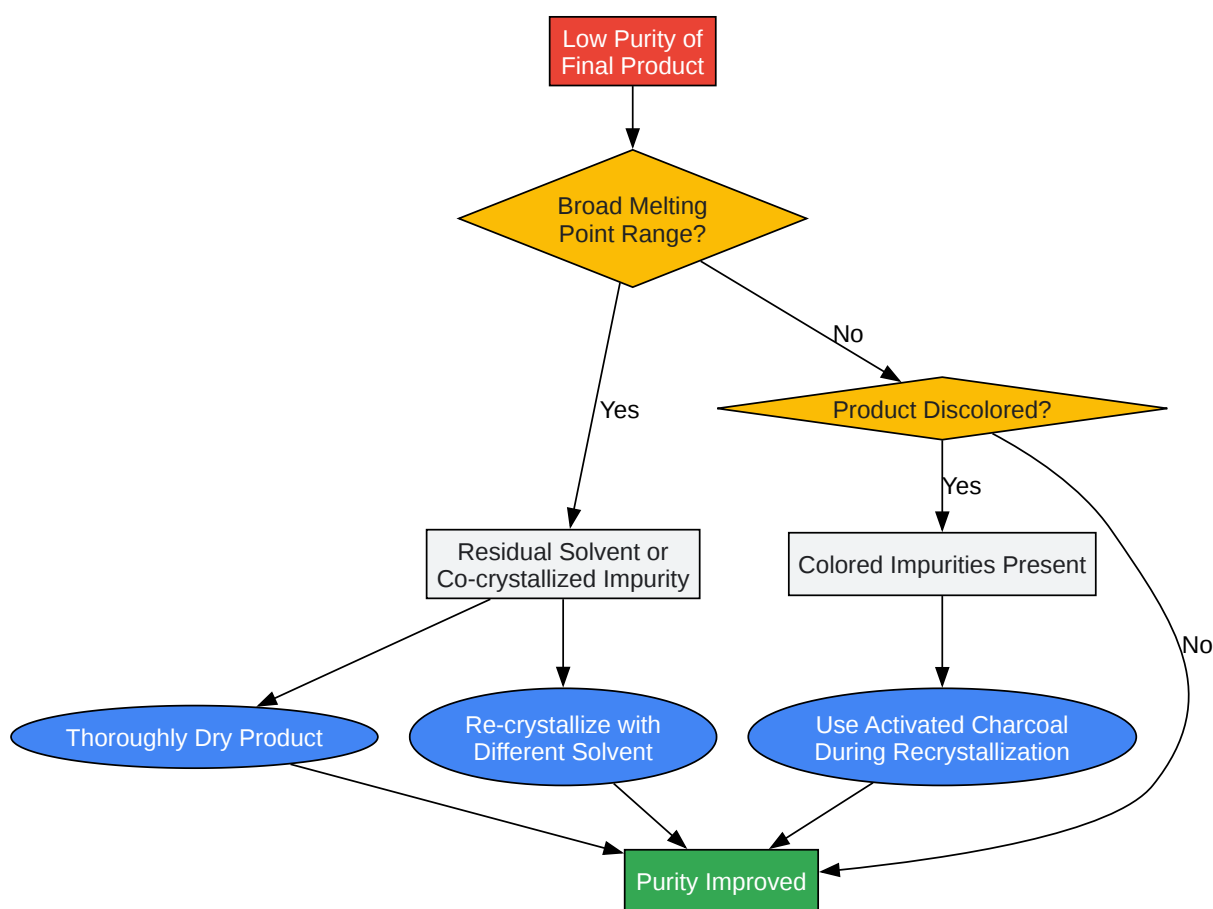 Low Purity of
Final Product
Broad Melting
Point Range?
No
Yes
Product Discolored?
Yes
Residual Solvent or
Co-crystallized Impurity
Colored Impurities Present
No
Thoroughly Dry Product
Re-crystallize with
Different Solvent
Use Activated Charcoal
During Recrystallization
Purity Improved